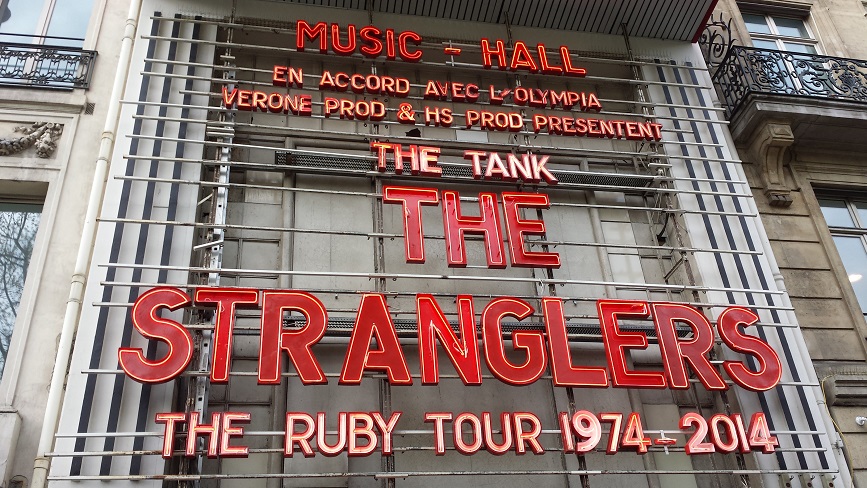 MUSIC - HALL
EN ACCORD AVEC L'OLYMPIA
VERONE PROD & HS PROD PRESENTENT
THE TANK
THE
STRANGLERS
THE RUBY TOUR 1974-2014